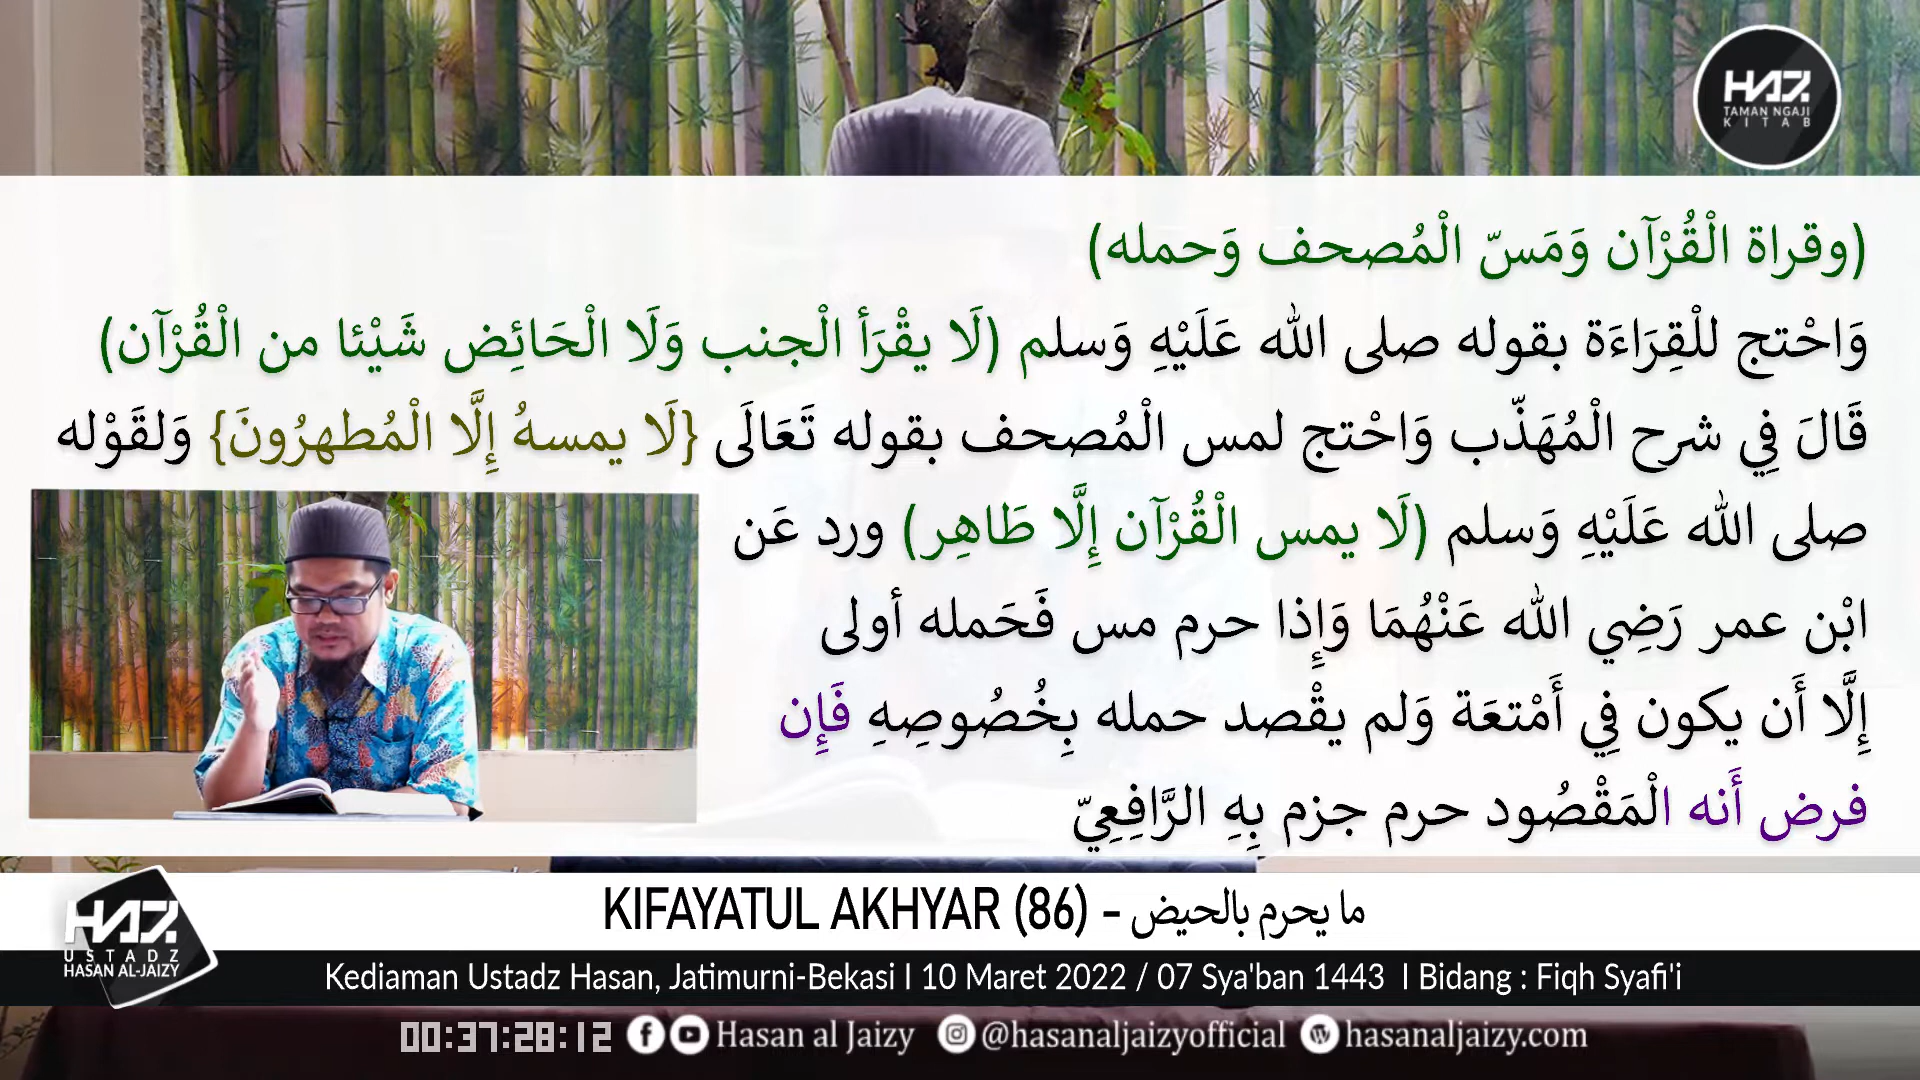 HAZ.
TAMAN NGAJI
KITAB
(وقراة الْقُرْآن وَمَسّ الْمُصحف وَحمله)
وَاحْتج للْقِرَاءَة بقوله صلى الله عَلَيْهِ وَسلم (لَا يقْرَأ الْجنب وَلَا الْحَائِض شَيْئا من الْقُرْآن)
قَالَ فِي شرح الْمُهَذّب وَاحْتج لمس الْمُصحف بقوله تَعَالَى {لَا يمسهُ إِلَّا الْمُطهرُونَ} وَلقَوْله
صلى الله عَلَيْهِ وَسلم (لَا يمس الْقُرْآن إِلَّا طَاهِر) ورد عَن
ابْن عمر رَضِي الله عَنْهُمَا وَإِذا حرم مس فَحَمله أولى
إِلَّا أَن يكون فِي أَمْتعَة وَلم يقْصد حمله بِخُصُوصِهِ فَإِن
فرض أَنه الْمَقْصُود حرم جزم بِهِ الرَّافِعِيّ
KIFAYATUL AKHYAR (86) – ما يحرم بالحيض
HAZ.
USTADZ
HASAN AL-JAIZY
Kediaman Ustadz Hasan, Jatimurni-Bekasi I 10 Maret 2022 / 07 Sya'ban 1443 I Bidang : Fiqh Syafi'i
00:37:28:12 Hasan al Jaizy @hasanaljaizyofficial hasanaljaizy.com